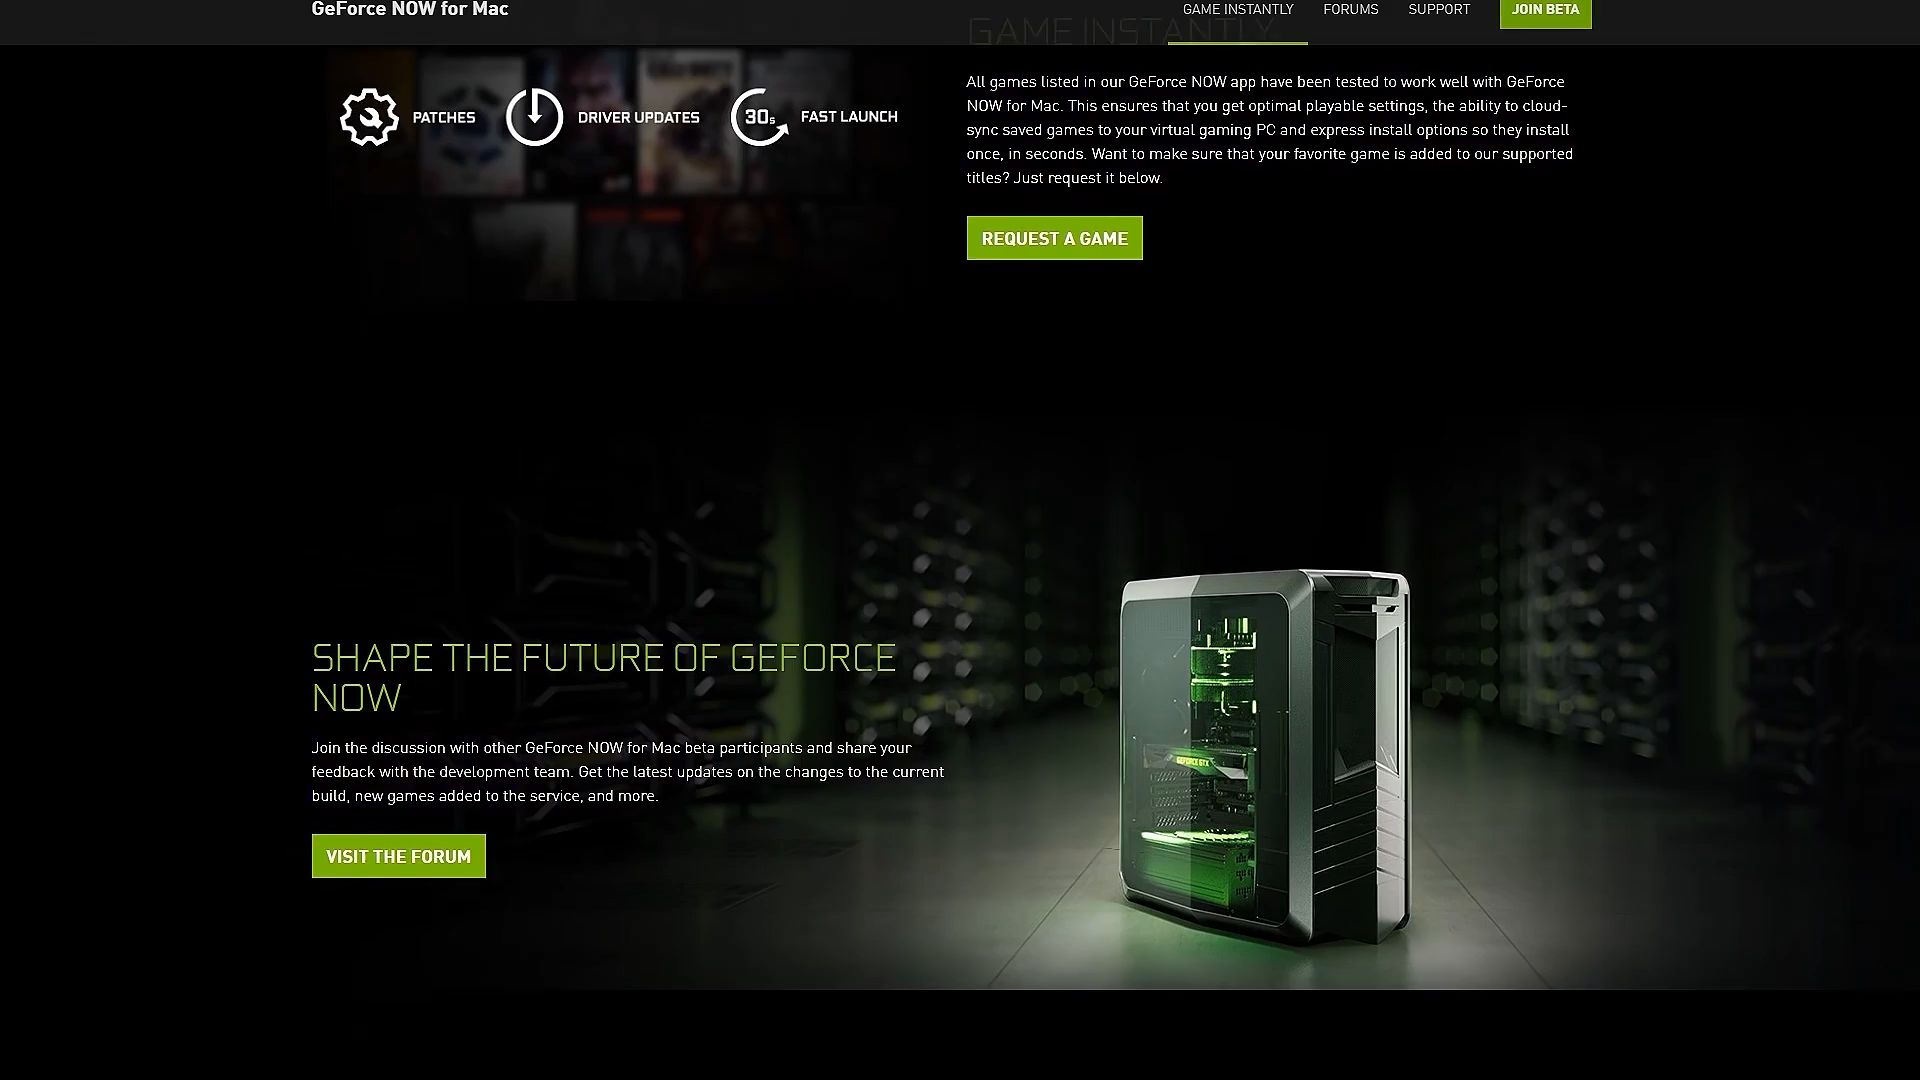 GeForce NOW for Mac
GAME INSTANTLY
FORUMS
SUPPORT
JOIN BETA
GAME INSTANTLY
PATCHES
DRIVER UPDATES
30s
FAST LAUNCH
All games listed in our GeForce NOW app have been tested to work well with GeForce
NOW for Mac. This ensures that you get optimal playable settings, the ability to cloud-
sync saved games to your virtual gaming PC and express install options so they install
once, in seconds. Want to make sure that your favorite game is added to our supported
titles? Just request it below.
REQUEST A GAME
SHAPE THE FUTURE OF GEFORCE
NOW
Join the discussion with other GeForce NOW for Mac beta participants and share your
feedback with the development team. Get the latest updates on the changes to the current
build, new games added to the service, and more.
VISIT THE FORUM
GEFORCE GTX